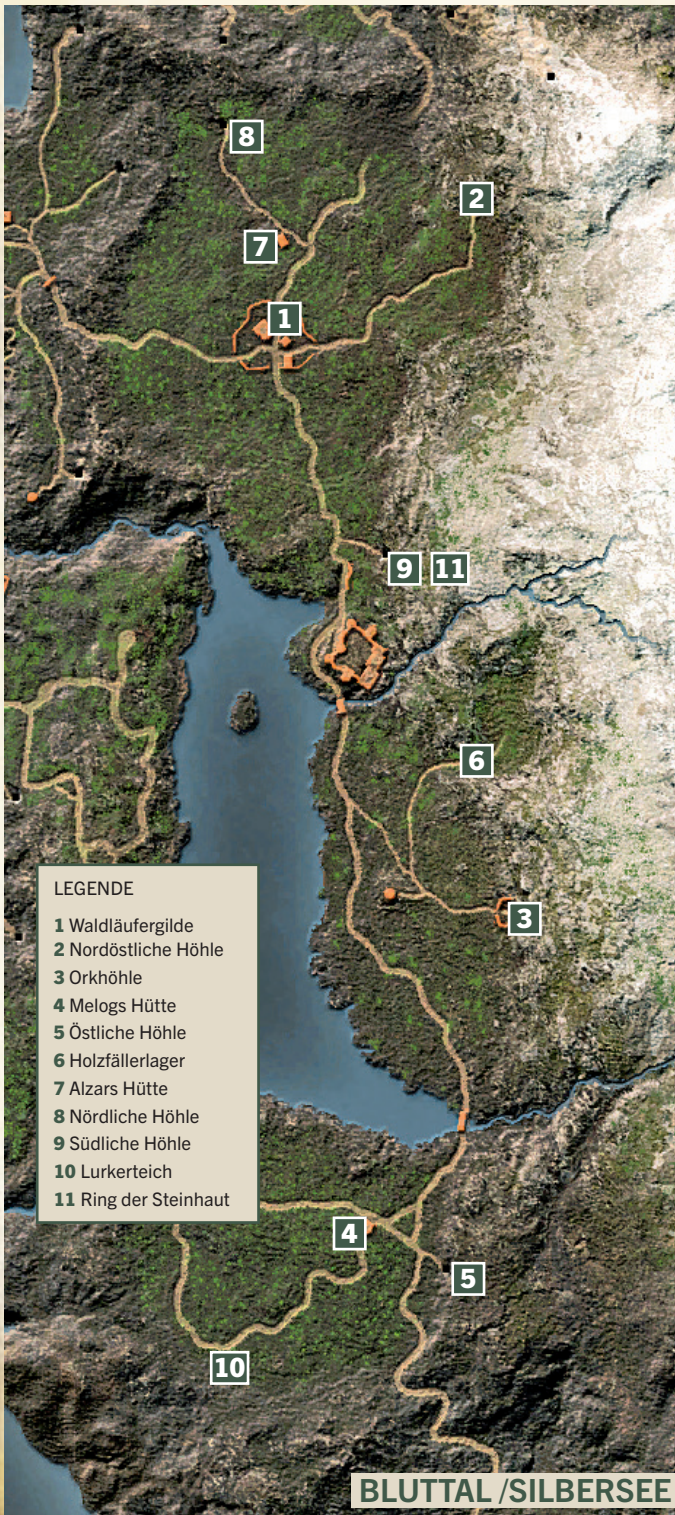 8
2
7
1
9 11
6
3
LEGENDE
1 Waldläufergilde
2 Nordöstliche Höhle
3 Orkhöhle
4 Melogs Hütte
5 Östliche Höhle
6 Holzfällerlager
7 Alzars Hütte
8 Nördliche Höhle
9 Südliche Höhle
10 Lurkerteich
11 Ring der Steinhaut
4
5
10
BLUTTAL /SILBERSEE